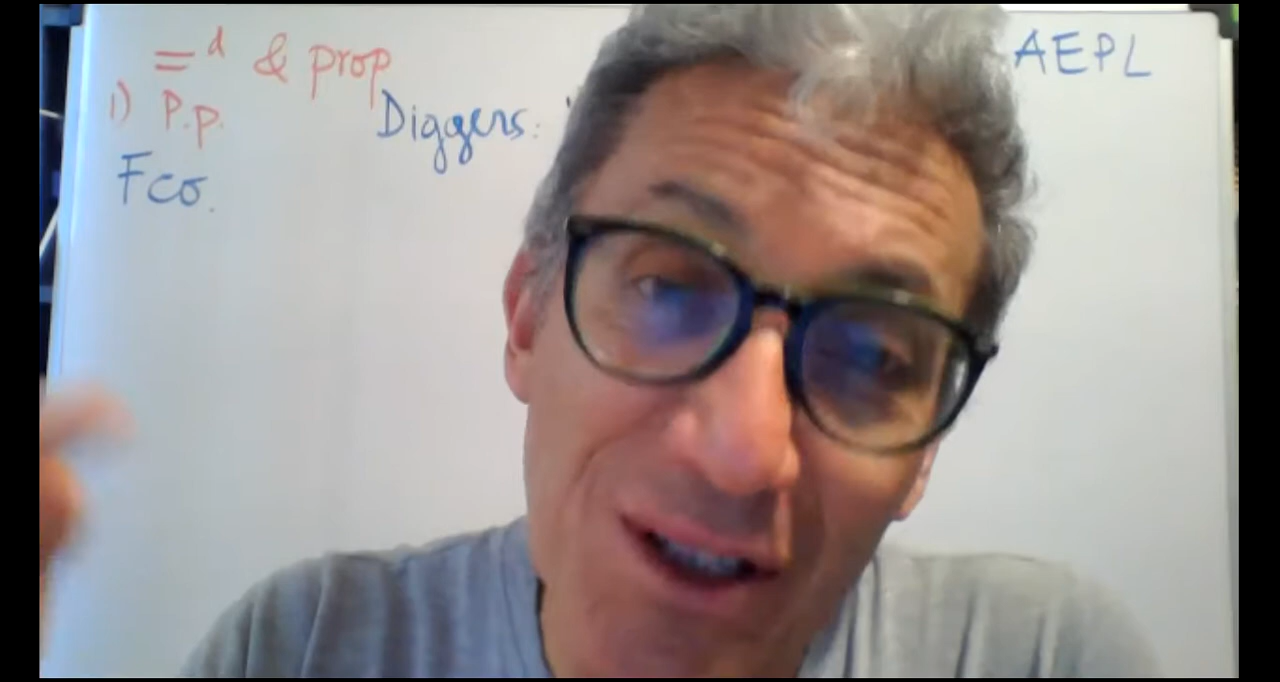 =ᵈ & prop
AEPL
1) P.p.
Diggers:
Fco.